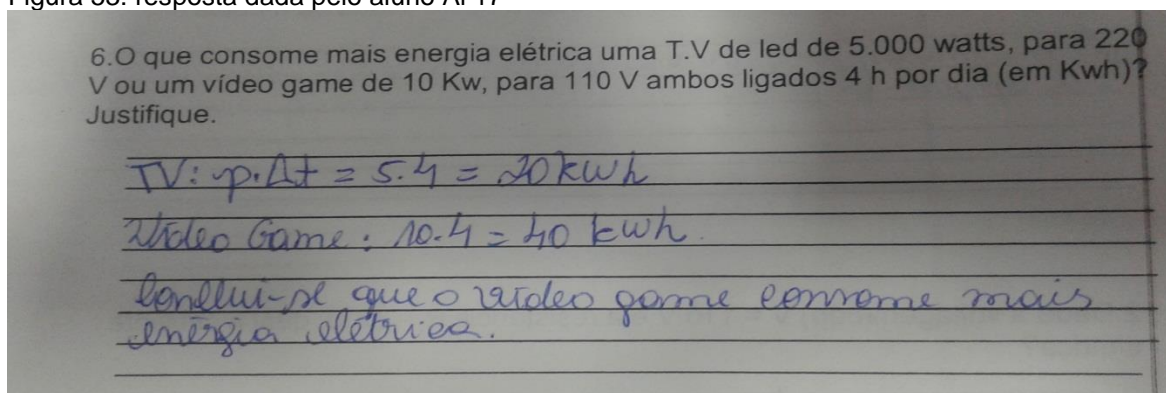 Figura 38: resposta dada pelo aluno AP17
6.O que consome mais energia elétrica uma T.V de led de 5.000 watts, para 220
V ou um vídeo game de 10 Kw, para 110 V ambos ligados 4 h por dia (em Kwh)?
Justifique.
TV: p.Δt = 5.4 = 20 kwh
Vídeo Game: 10.4 = 40 kwh.
Conclui-se que o vídeo game consome mais
energia elétrica.